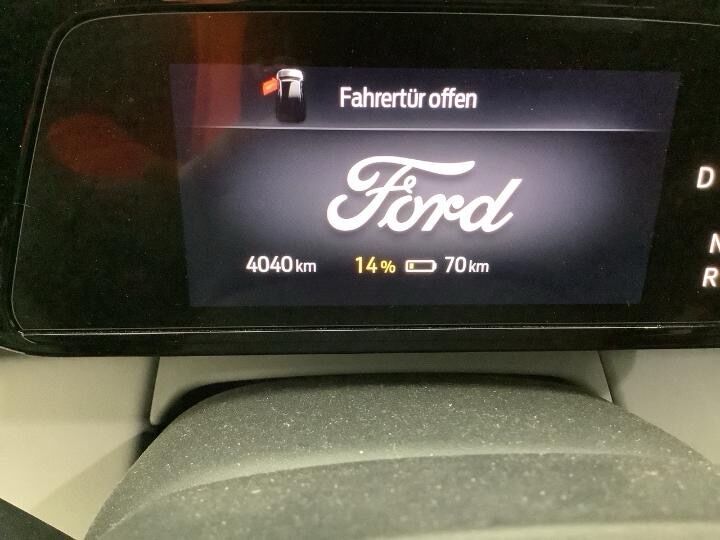 Fahrertür offen
Ford
4040 km 14 % 70 km
D
N
R